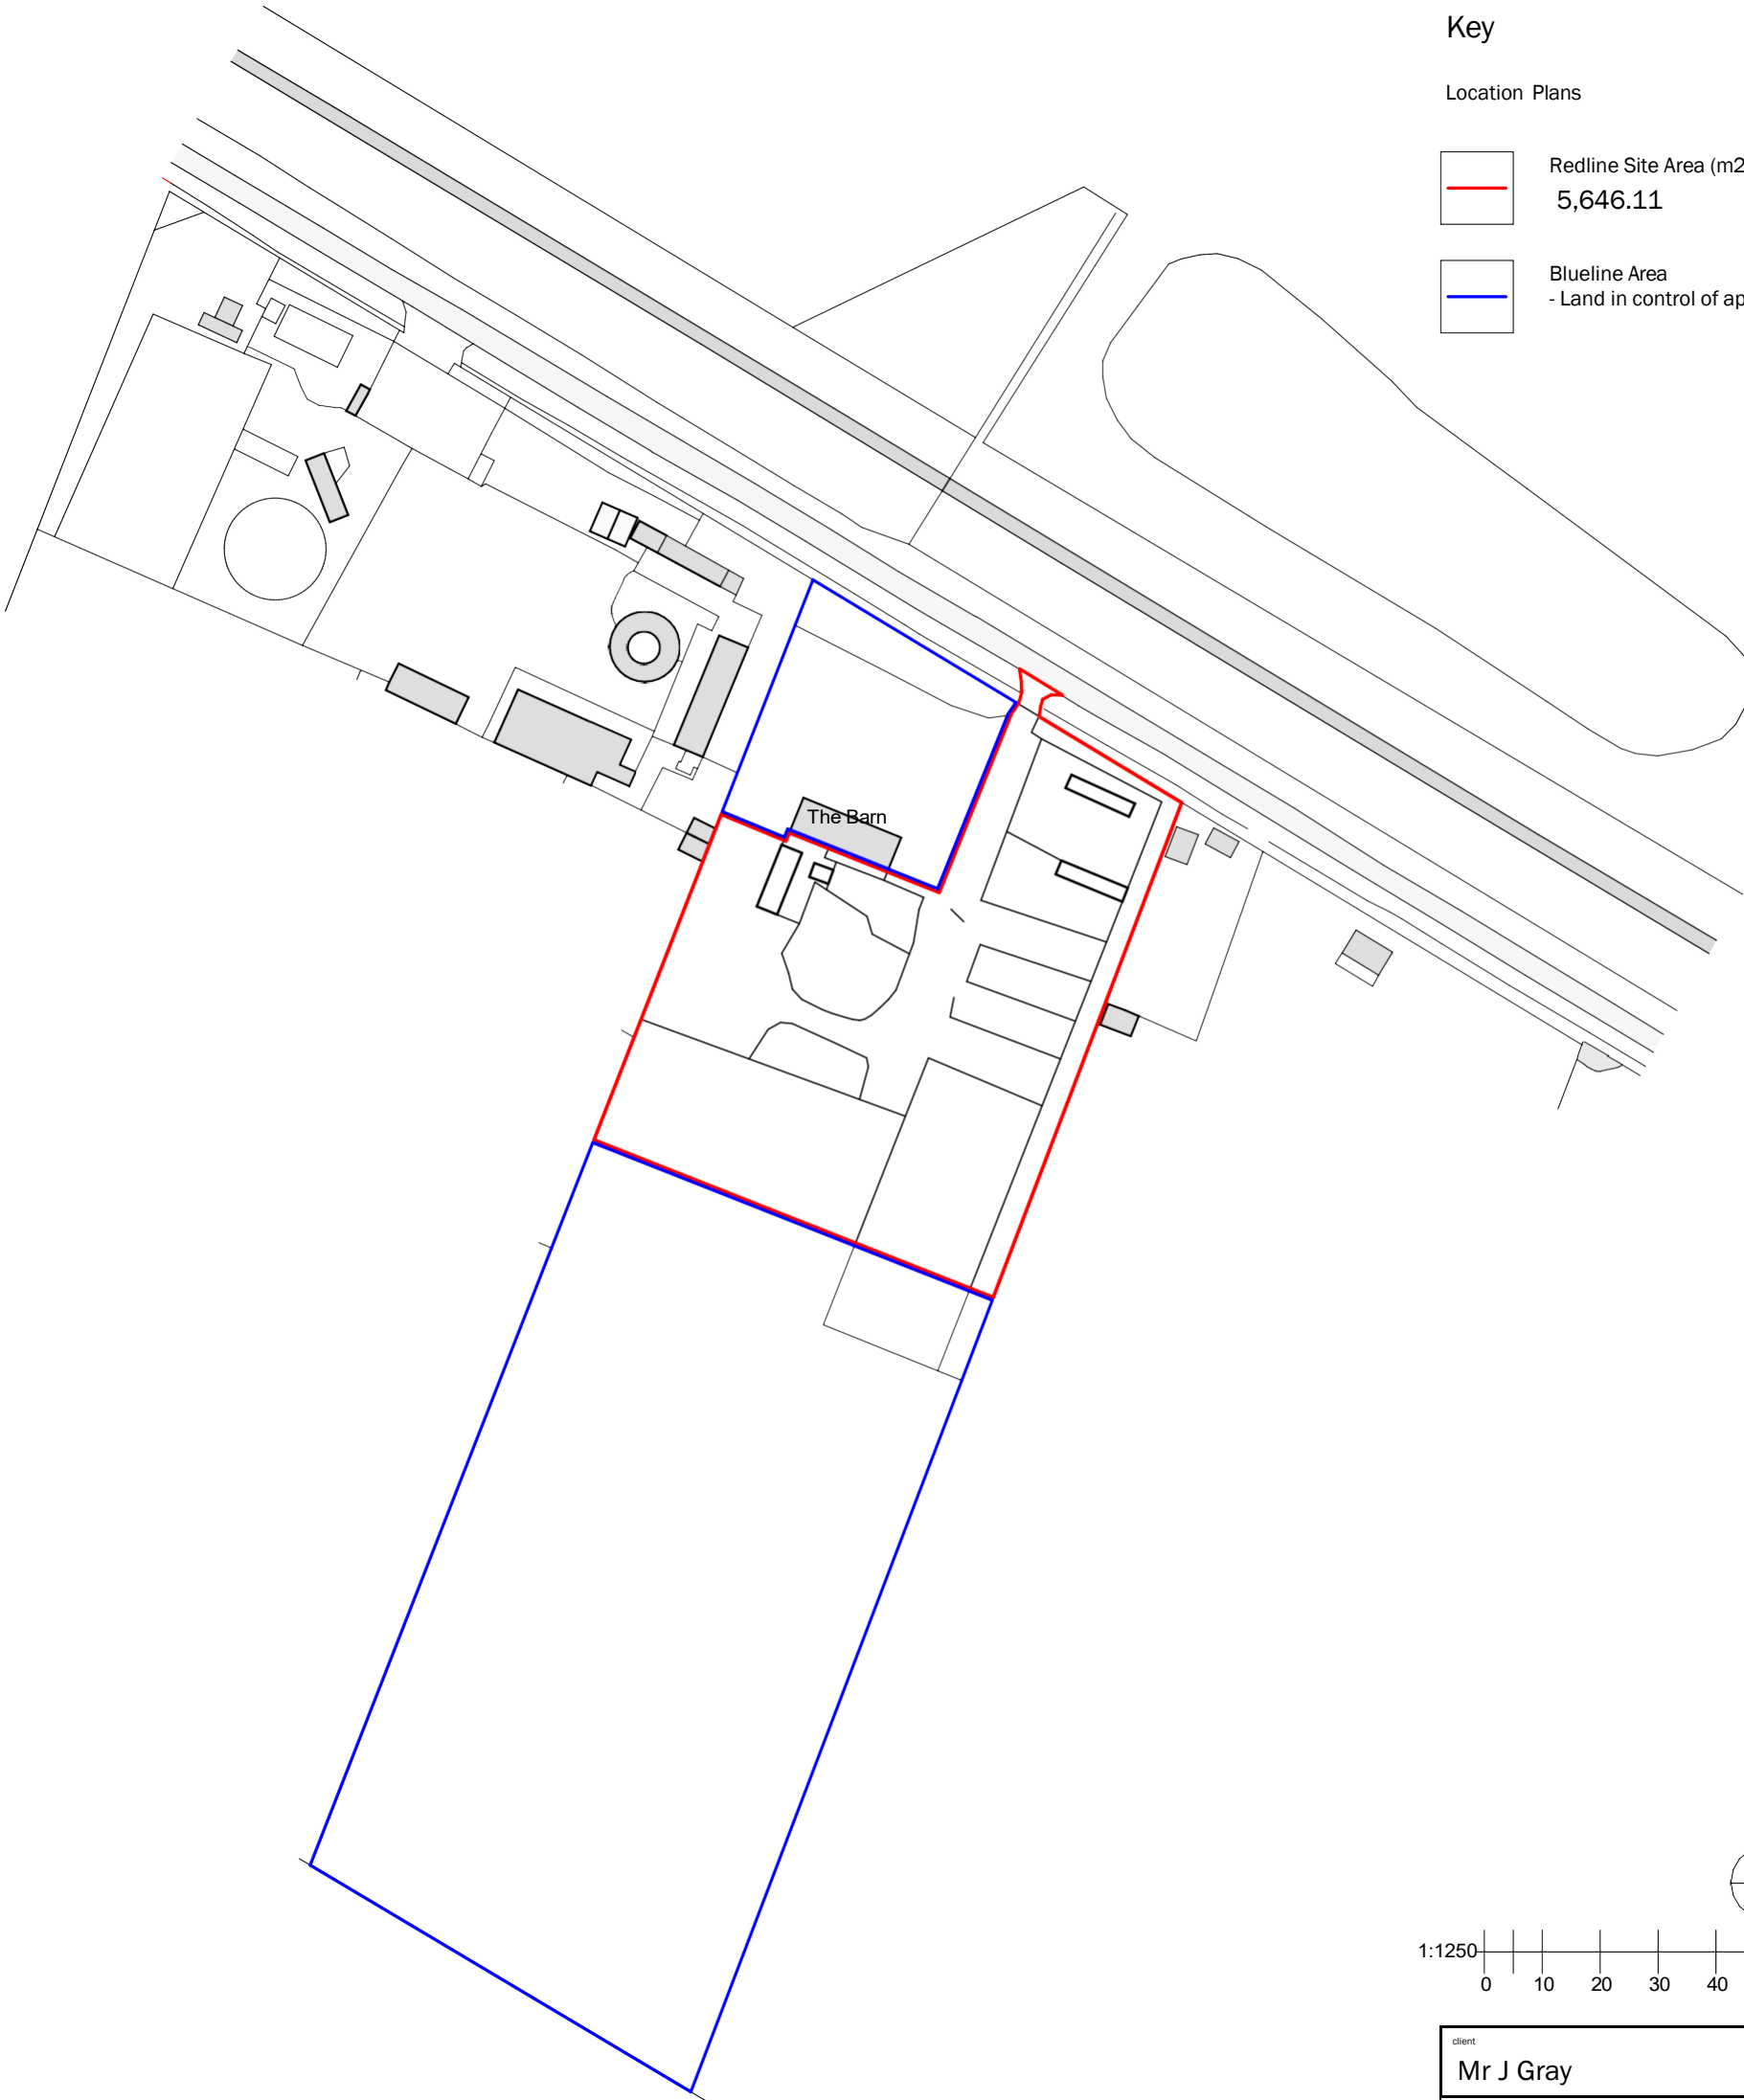 Key
Location Plans
Redline Site Area (m2
5,646.11
Blueline Area
- Land in control of ap
The Barn
1:1250
0 10 20 30 40
client
Mr J Gray